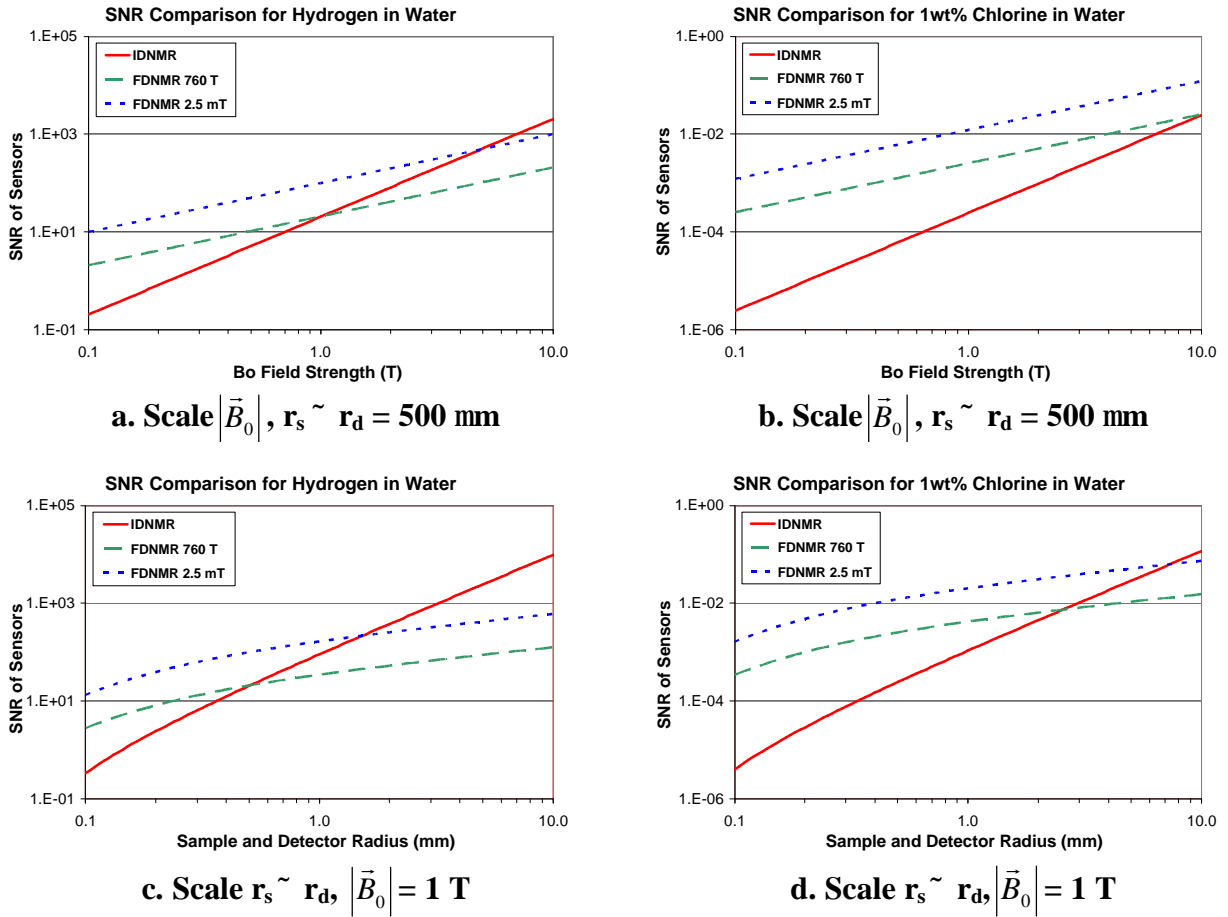 SNR Comparison for Hydrogen in Water
1.E+05
1.E+03
1.E+01
1.E-01
SNR of Sensors
IDNMR
FDNMR 760 T
FDNMR 2.5 mT
0.1 1.0 10.0
Bo Field Strength (T)
a. Scale |B⃗₀| , rₛ ~ r_d = 500 mm
SNR Comparison for 1wt% Chlorine in Water
1.E+00
1.E-02
1.E-04
1.E-06
SNR of Sensors
IDNMR
FDNMR 760 T
FDNMR 2.5 mT
0.1 1.0 10.0
Bo Field Strength (T)
b. Scale |B⃗₀| , rₛ ~ r_d = 500 mm
SNR Comparison for Hydrogen in Water
1.E+05
1.E+03
1.E+01
1.E-01
SNR of Sensors
IDNMR
FDNMR 760 T
FDNMR 2.5 mT
0.1 1.0 10.0
Sample and Detector Radius (mm)
c. Scale rₛ ~ r_d, |B⃗₀| = 1 T
SNR Comparison for 1wt% Chlorine in Water
1.E+00
1.E-02
1.E-04
1.E-06
SNR of Sensors
IDNMR
FDNMR 760 T
FDNMR 2.5 mT
0.1 1.0 10.0
Sample and Detector Radius (mm)
d. Scale rₛ ~ r_d, |B⃗₀| = 1 T